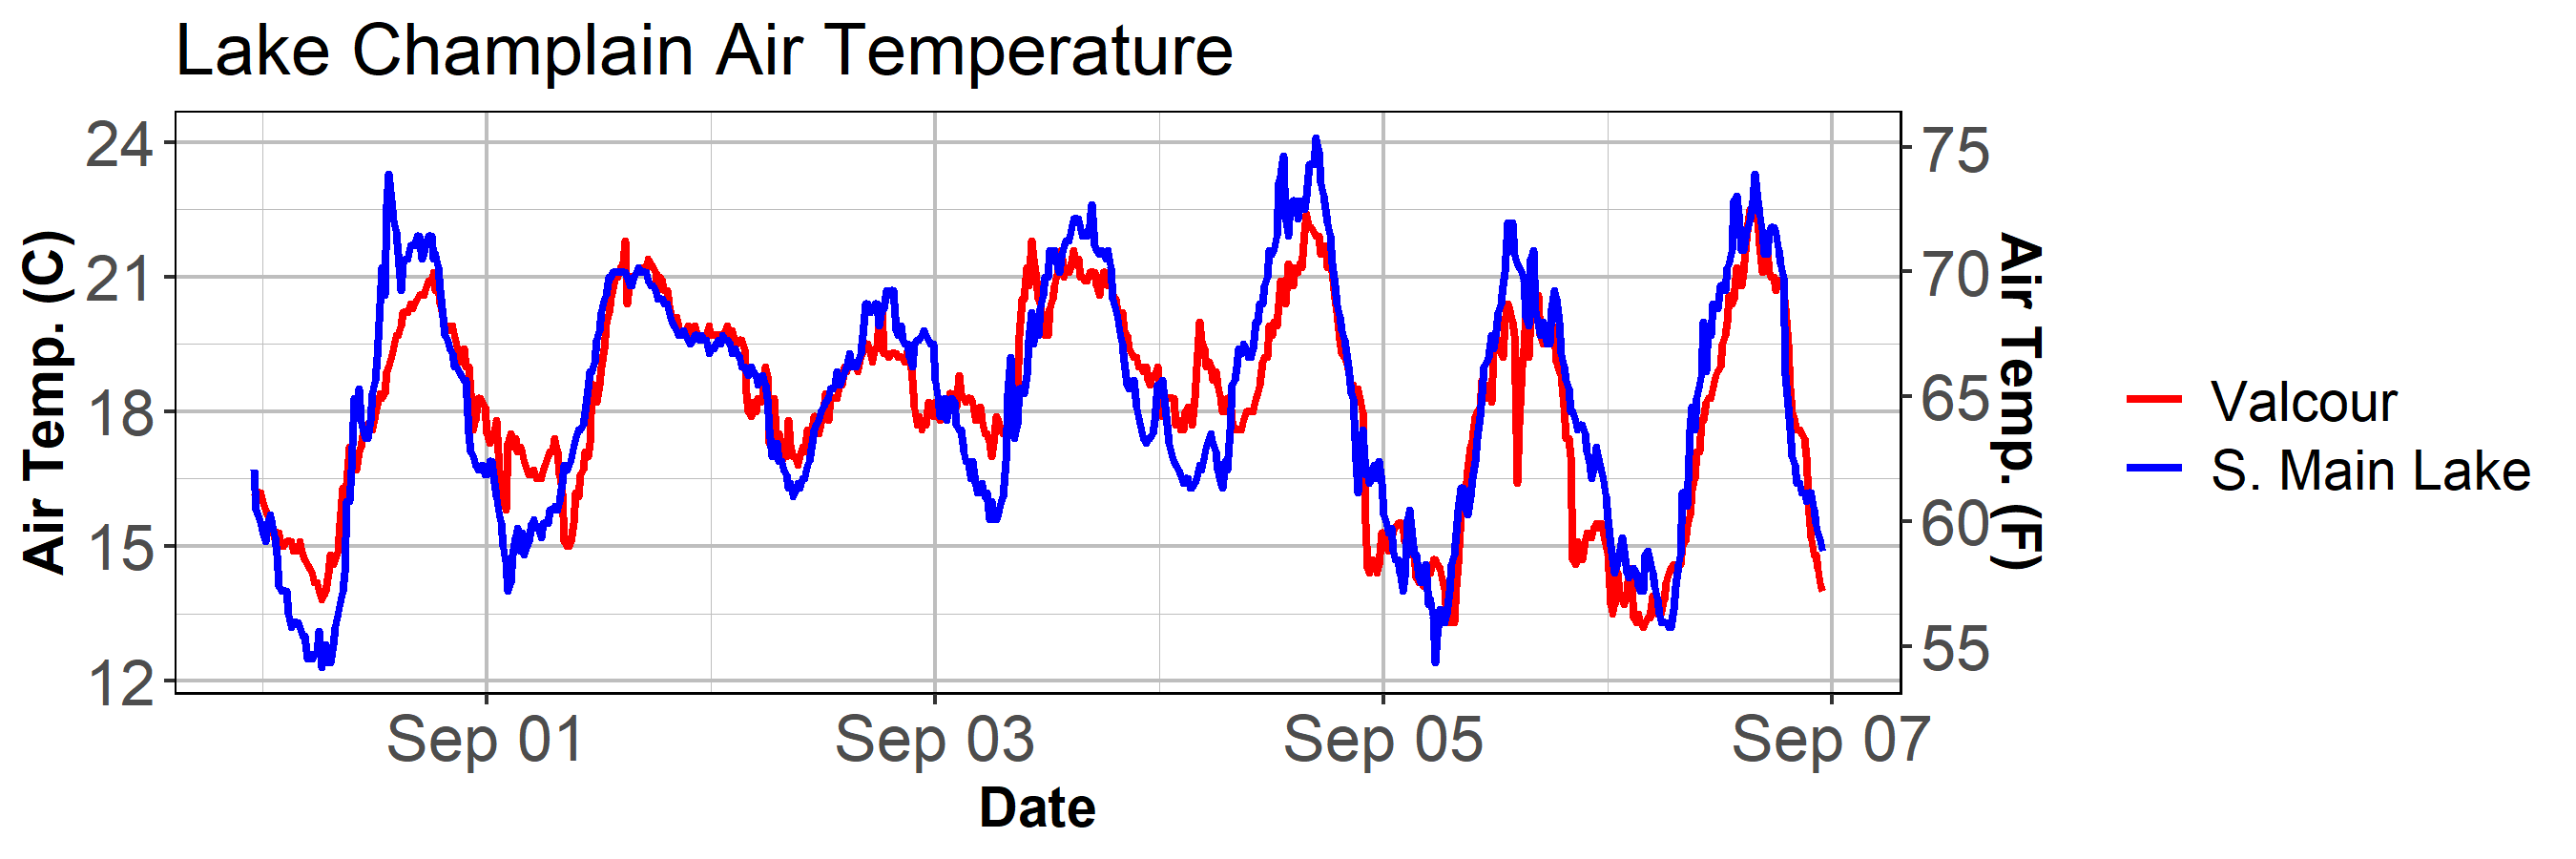 Lake Champlain Air Temperature
Air Temp. (C)
24
21
18
15
12
75
70
65
60
55
Air Temp. (F)
Sep 01
Sep 03
Sep 05
Sep 07
Date
Valcour
S. Main Lake